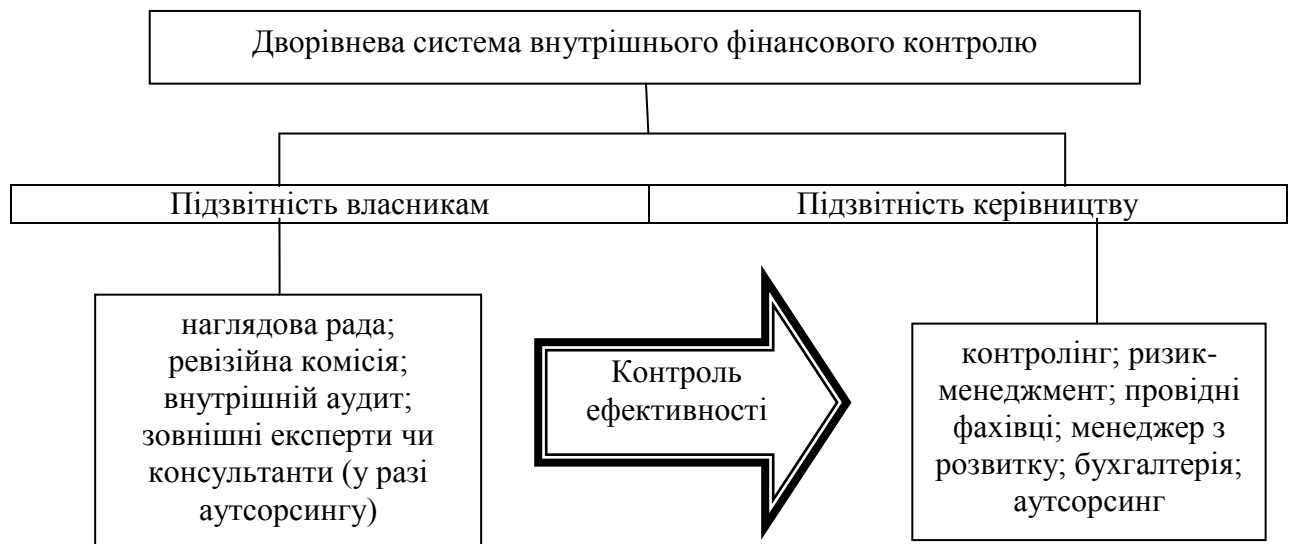 Дворівнева система внутрішнього фінансового контролю
Підзвітність власникам
Підзвітність керівництву
наглядова рада;
ревізійна комісія;
внутрішній аудит;
зовнішні експерти чи
консультанти (у разі
аутсорсингу)
Контроль
ефективності
контролінг; ризик-
менеджмент; провідні
фахівці; менеджер з
розвитку; бухгалтерія;
аутсорсинг